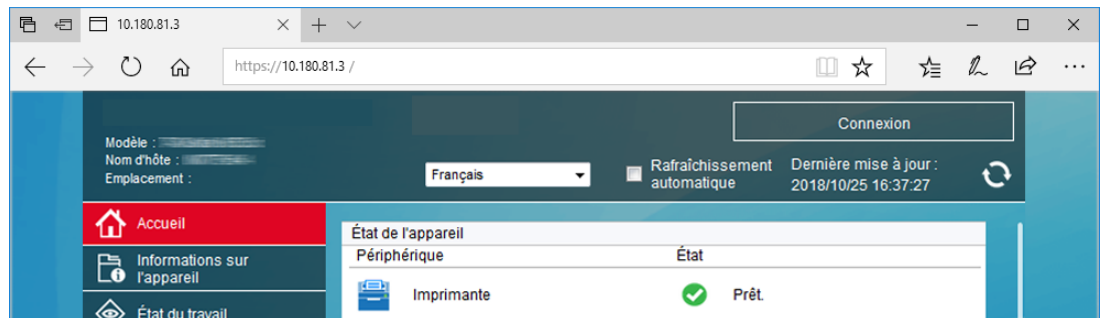 10.180.81.3
https://10.180.81.3 /
Connexion
Modèle :
Nom d'hôte :
Emplacement :
Français
Rafraîchissement
automatique
Dernière mise à jour :
2018/10/25 16:37:27
Accueil
Informations sur
l'appareil
État du travail
État de l'appareil
Périphérique État
Imprimante Prêt.